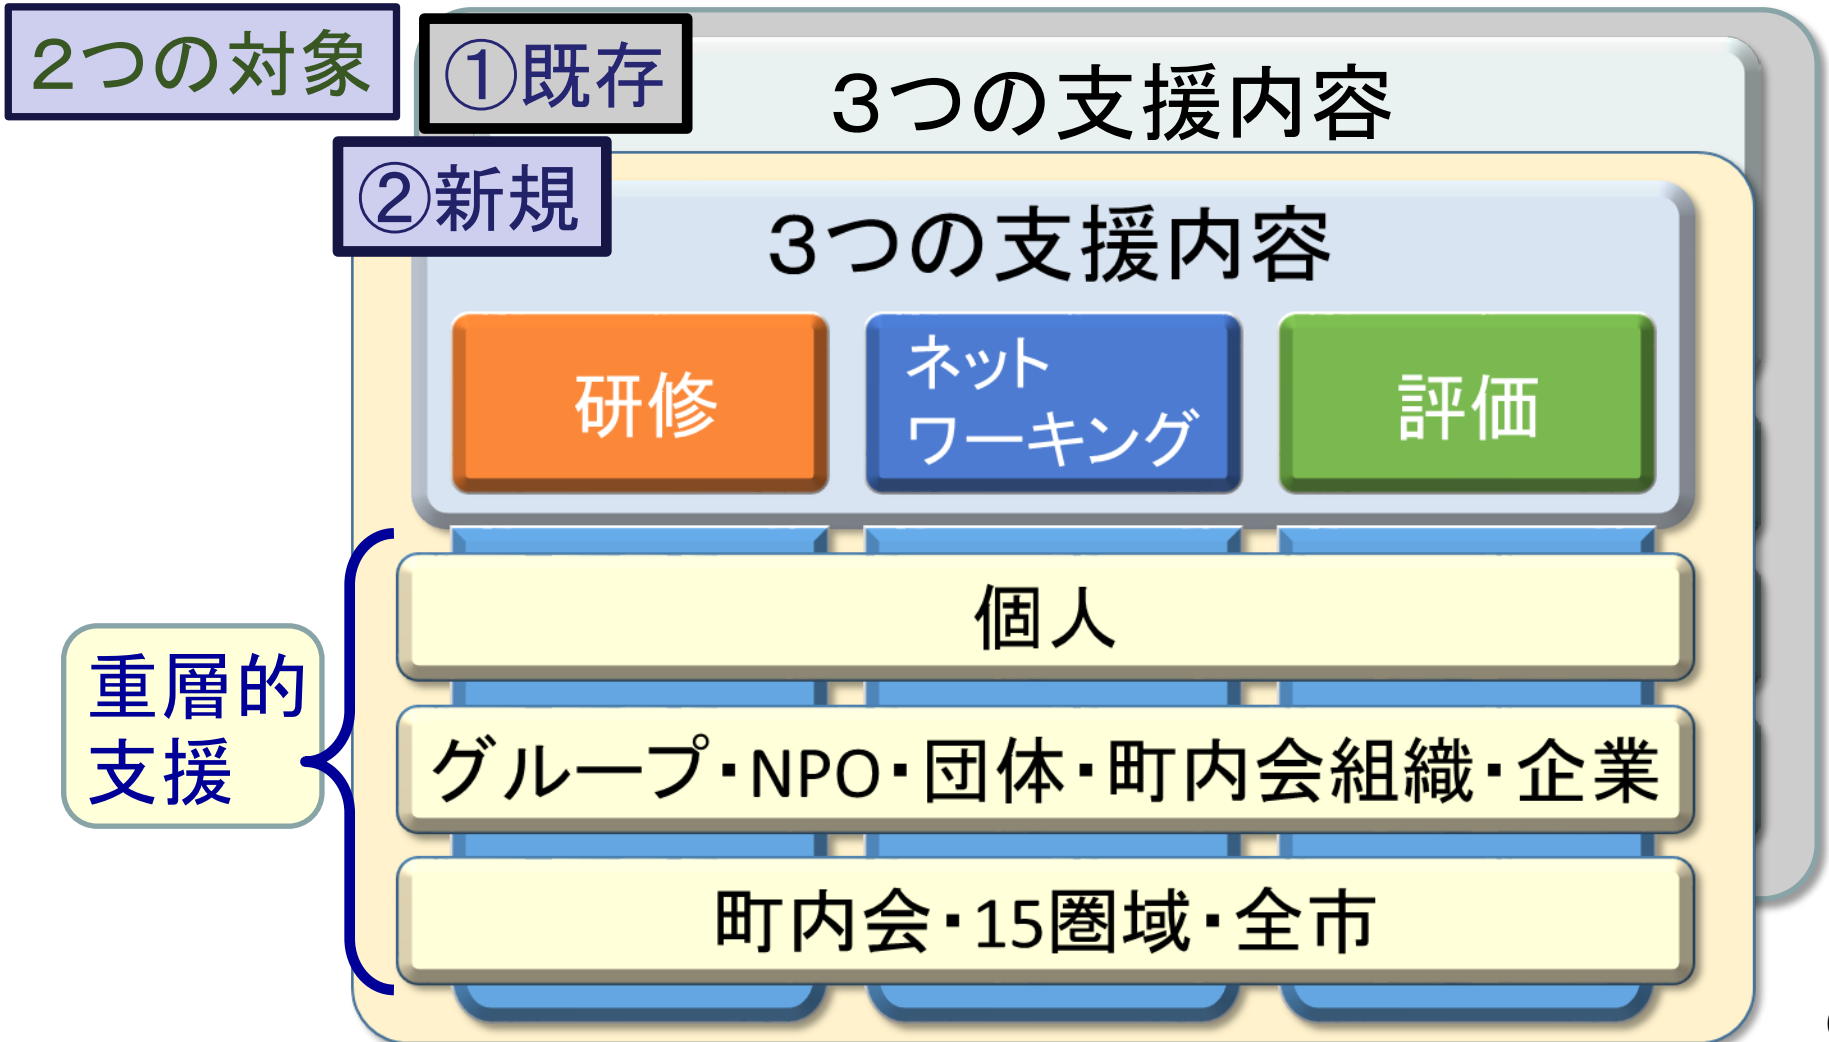 ２つの対象
①既存
３つの支援内容
②新規
３つの支援内容
研修
ネット
ワーキング
評価
個人
重層的
支援
グループ・NPO・団体・町内会組織・企業
町内会・15圏域・全市